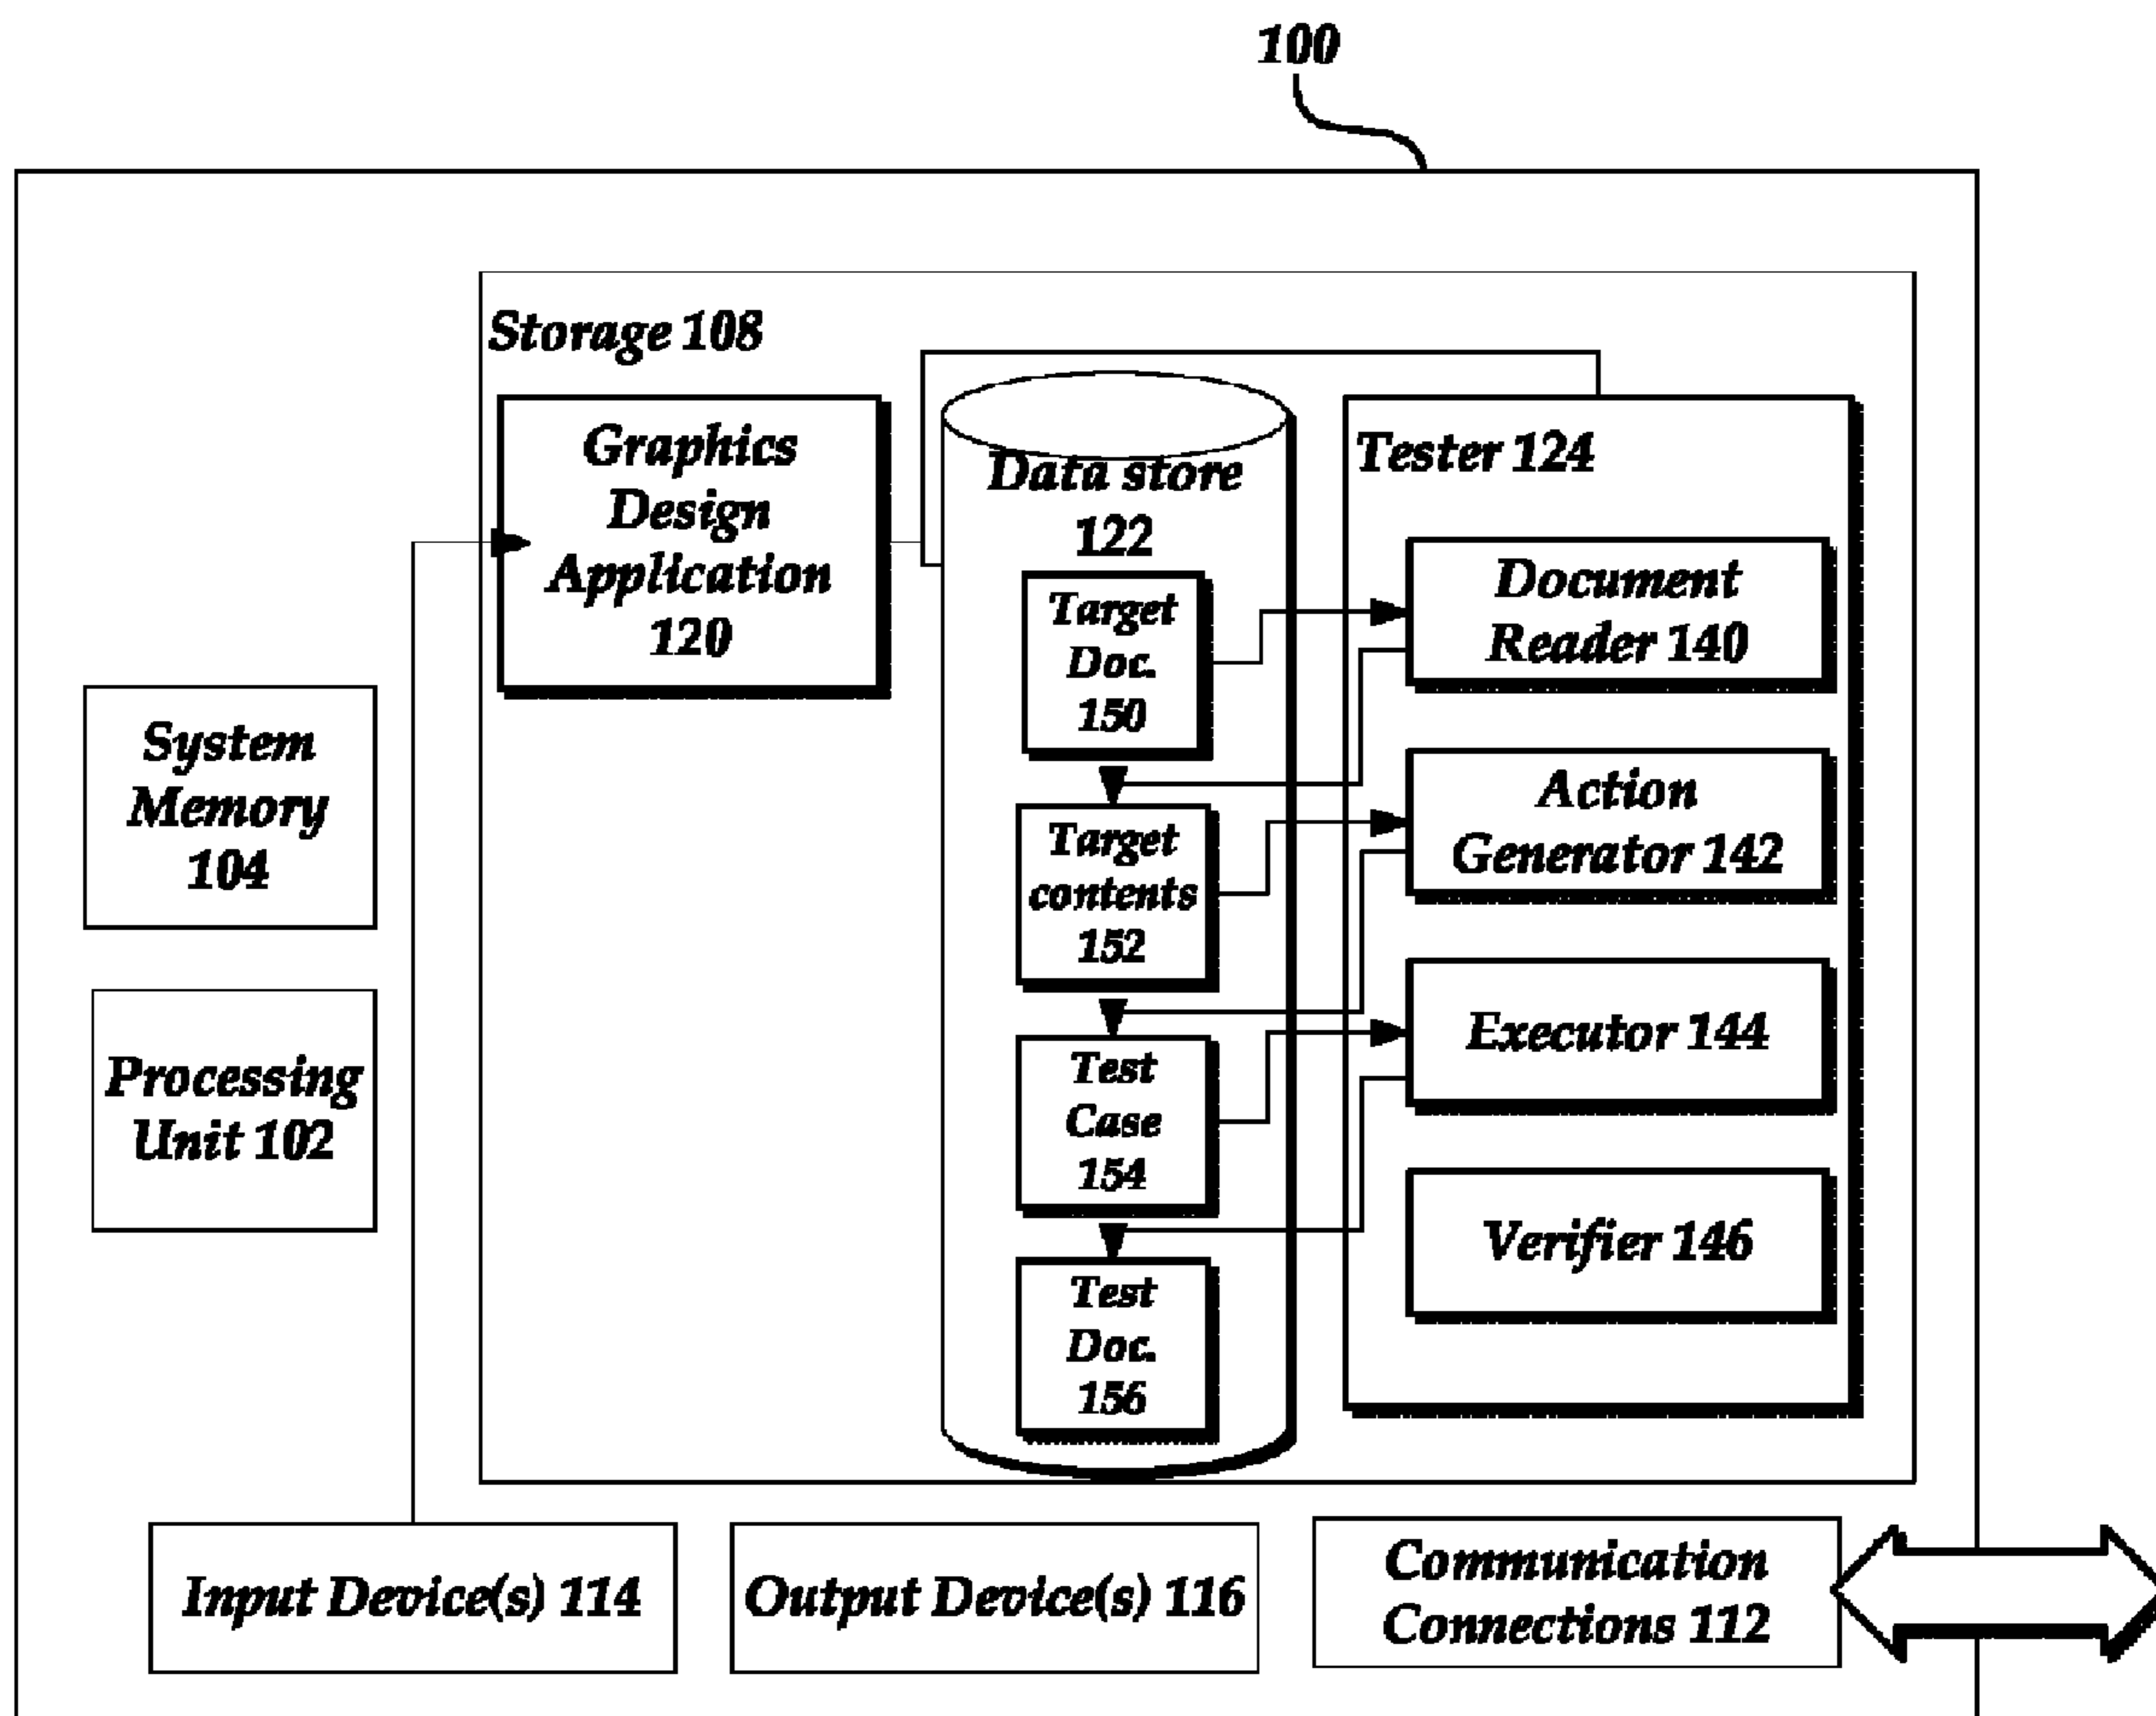 100
Storage 108
Graphics
Design
Application
120
Data store
122
Target
Doc.
150
Target
contents
152
Test
Case
154
Test
Doc.
156
Tester 124
Document
Reader 140
Action
Generator 142
Executor 144
Verifier 146
System
Memory
104
Processing
Unit 102
Input Device(s) 114
Output Device(s) 116
Communication
Connections 112